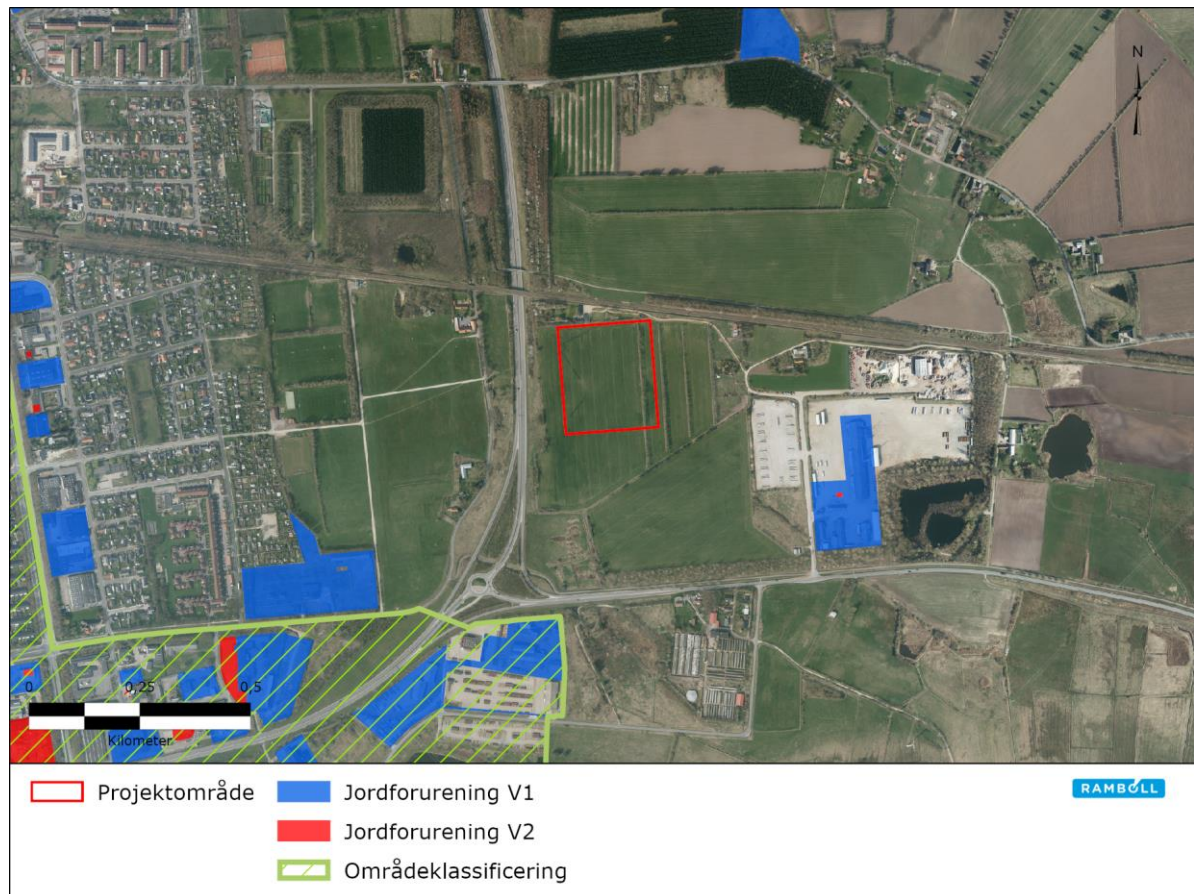 N
0 0,25 0,5
Kilometer
Projektområde
Jordforurening V1
Jordforurening V2
Områdeklassificering
RAMBOLL